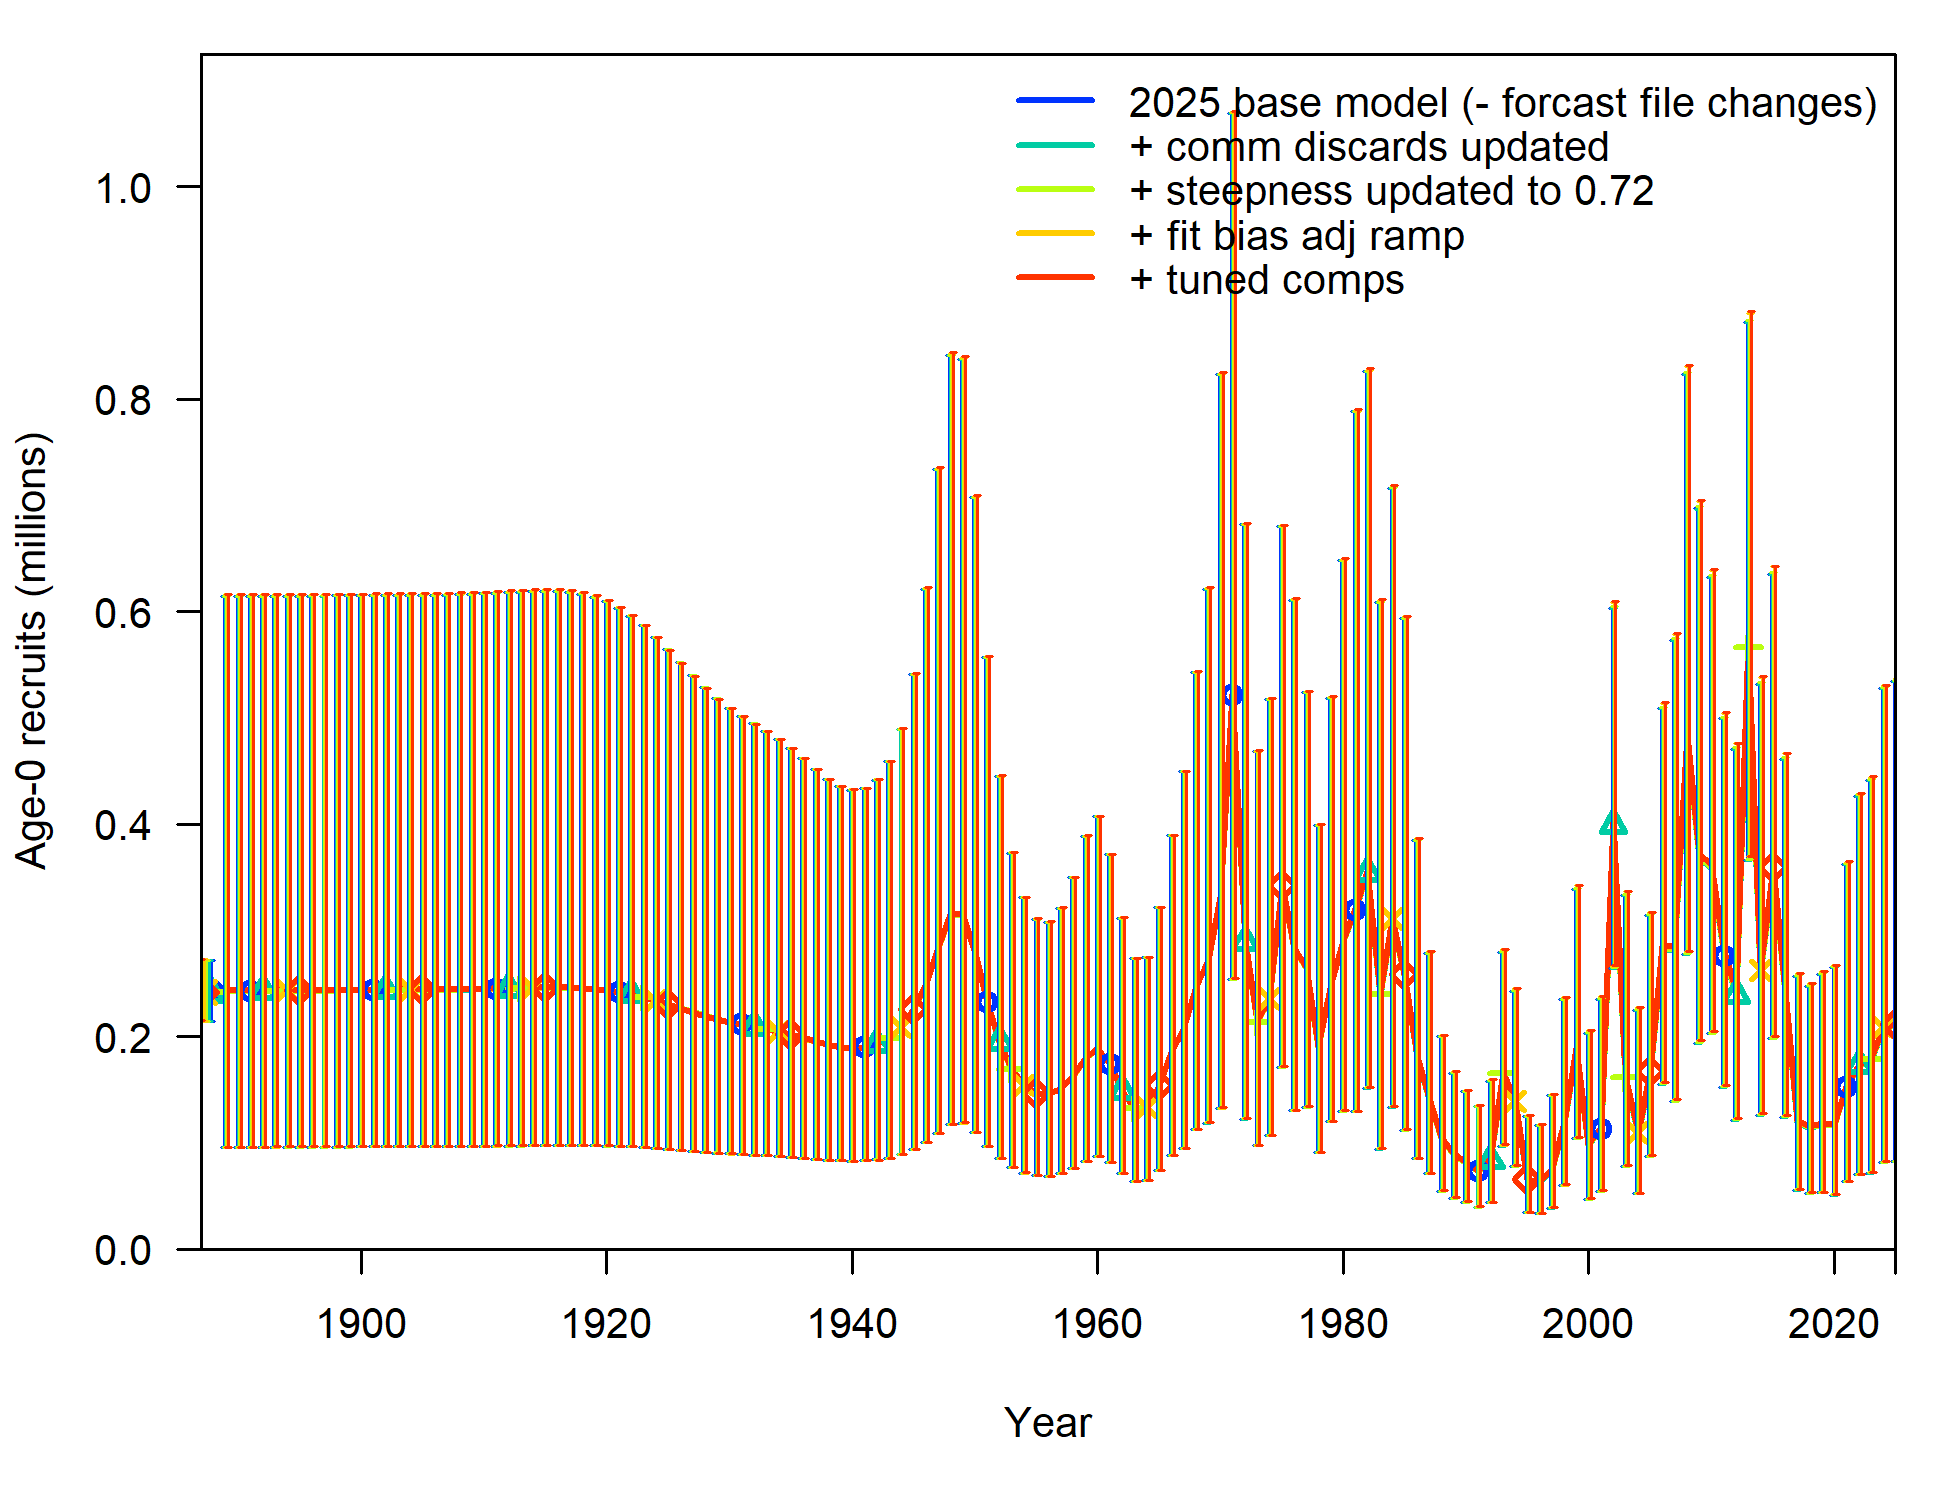 2025 base model (- forcast file changes)
+ comm discards updated
+ steepness updated to 0.72
+ fit bias adj ramp
+ tuned comps
Age-0 recruits (millions)
1.0
0.8
0.6
0.4
0.2
0.0
1900 1920 1940 1960 1980 2000 2020
Year